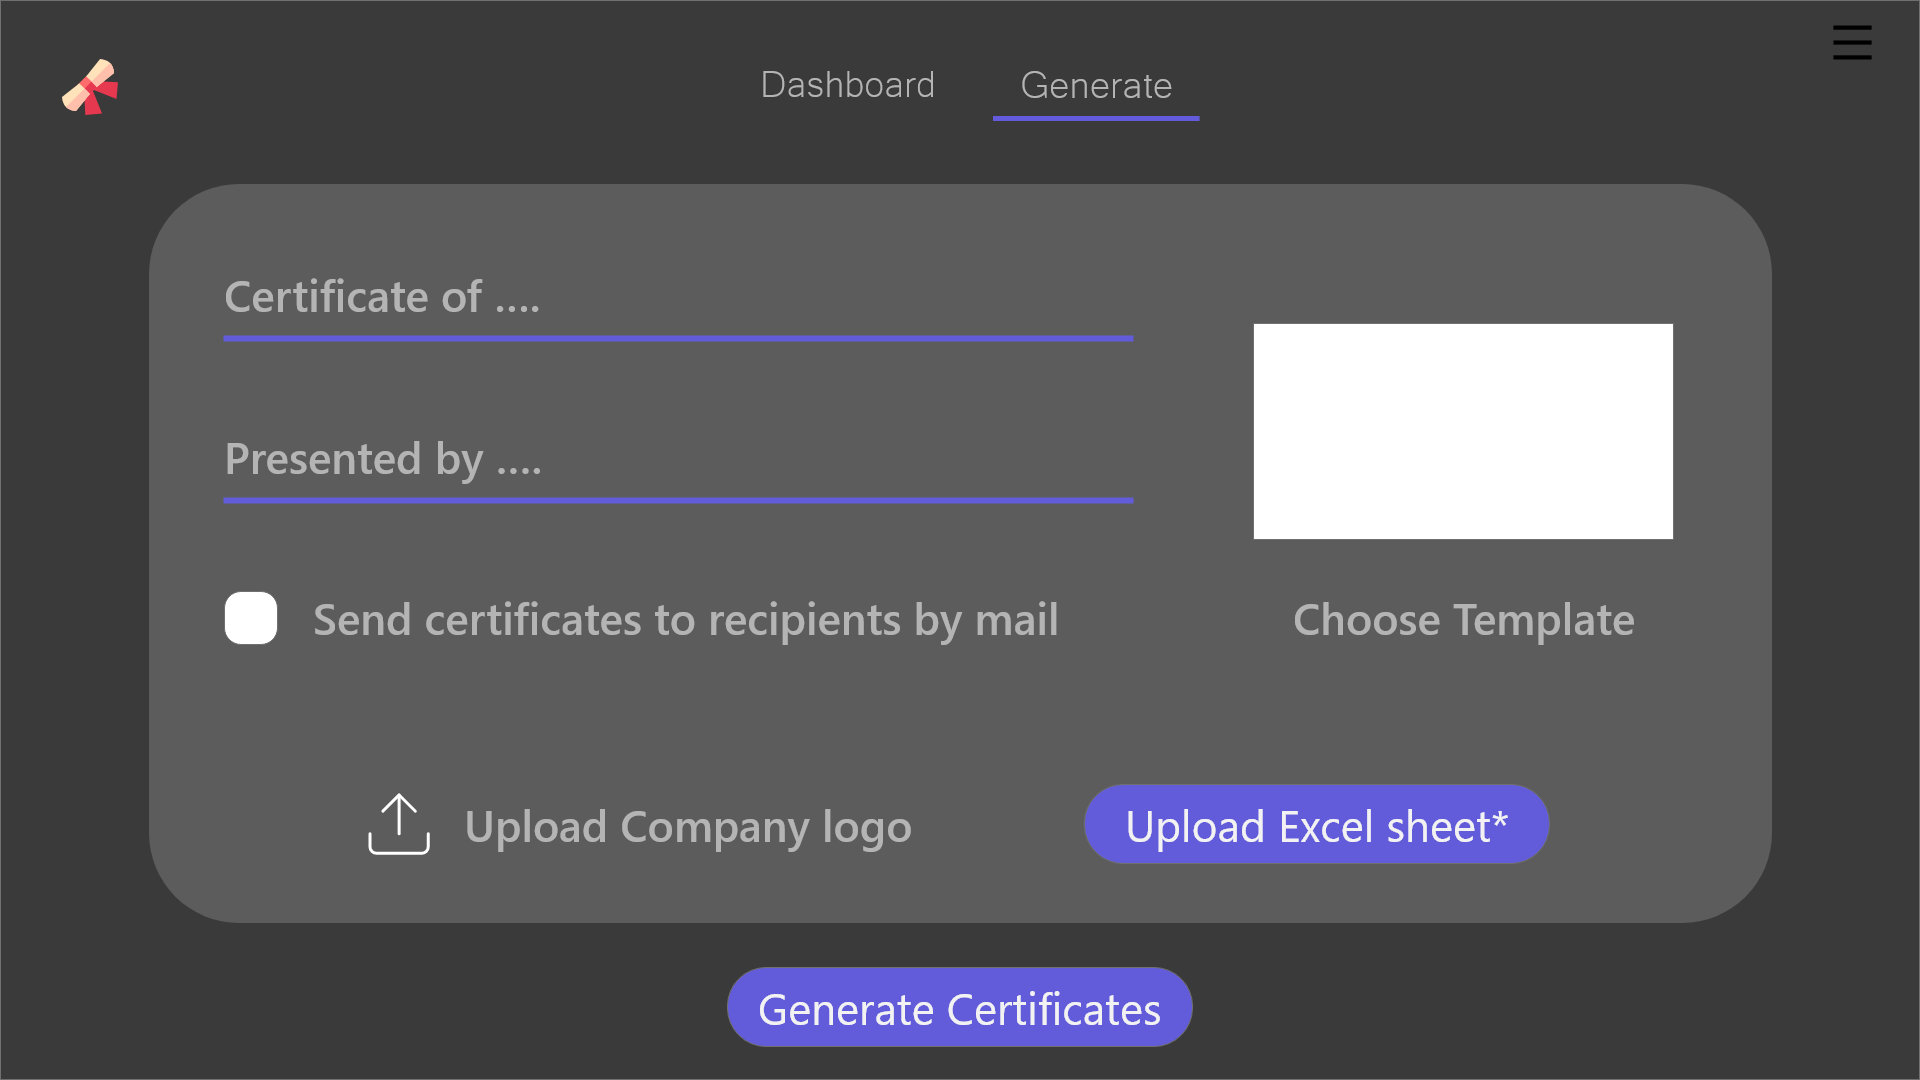 Dashboard
Generate
Certificate of ....
Presented by ....
Send certificates to recipients by mail
Choose Template
Upload Company logo
Upload Excel sheet*
Generate Certificates